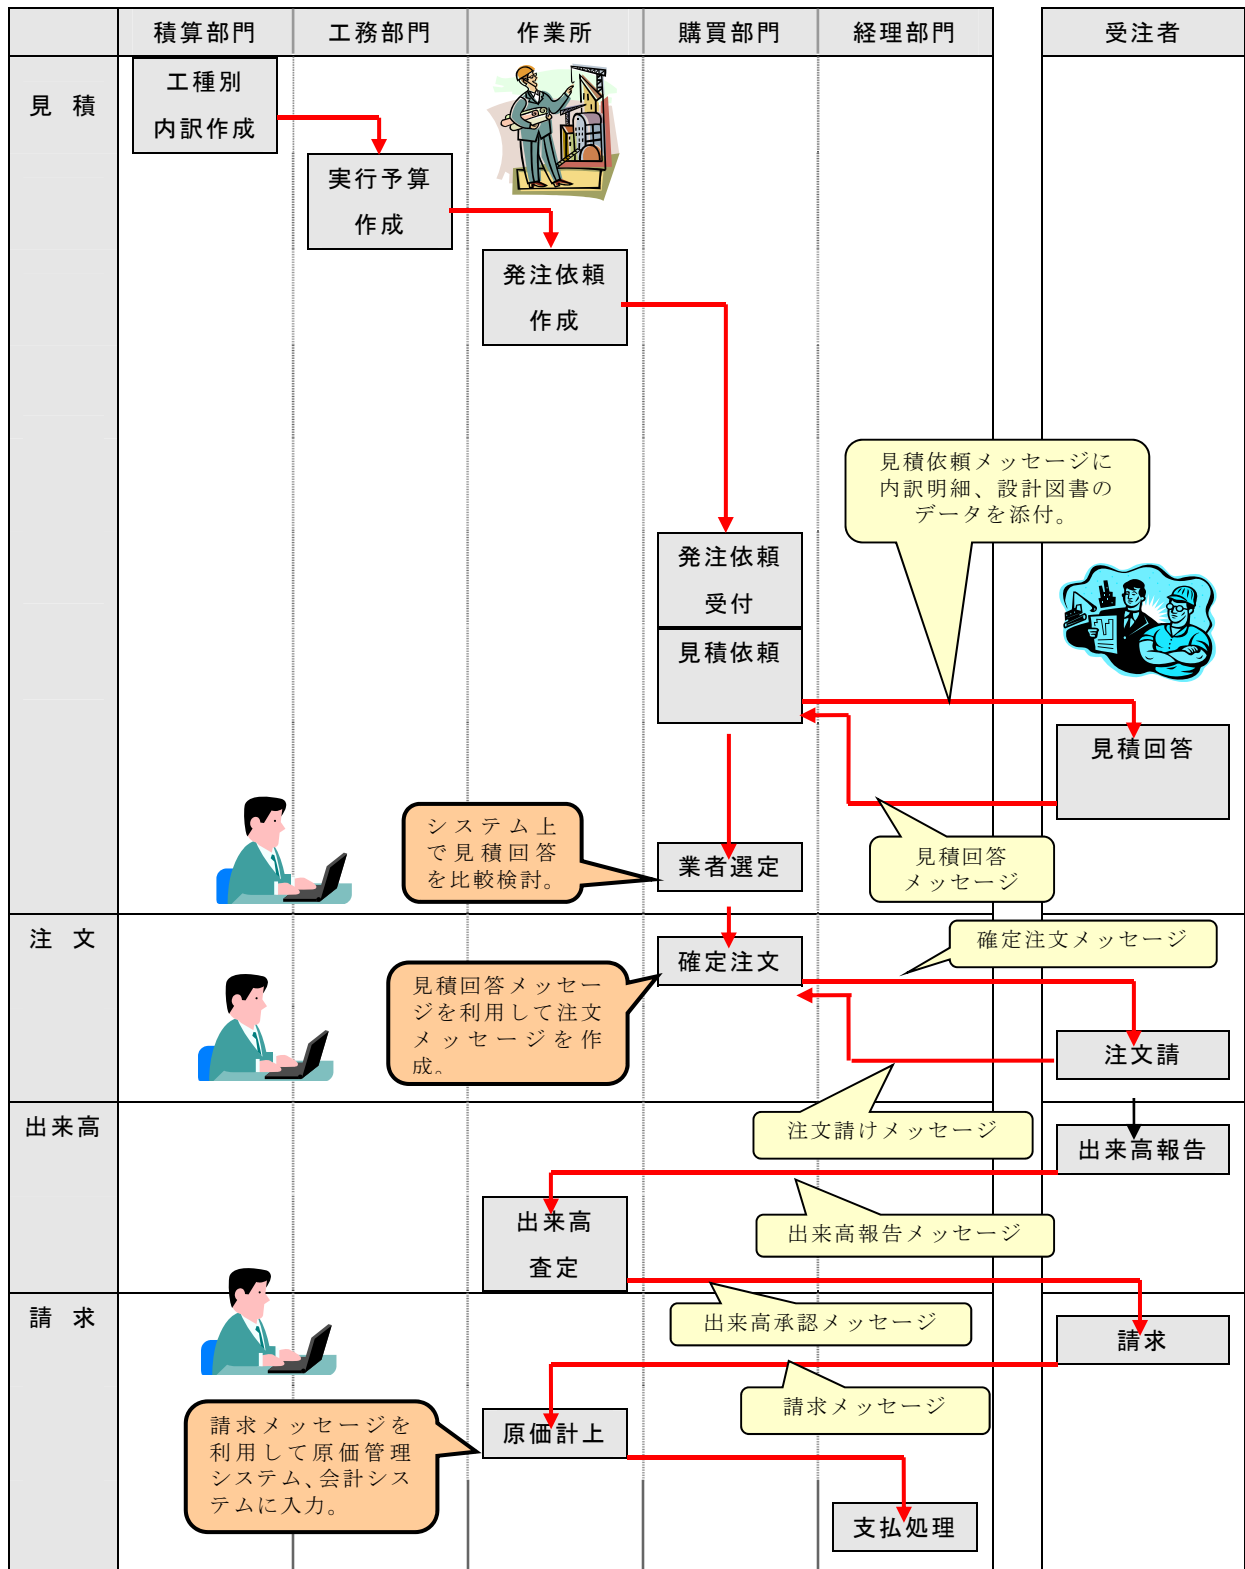 積算部門 工務部門 作業所 購買部門 経理部門 受注者
見 積
工種別
内訳作成
実行予算
作成
発注依頼
作成
見積依頼メッセージに
内訳明細、設計図書の
データを添付。
発注依頼
受付
見積依頼
見積回答
システム上
で見積回答
を比較検討。
業者選定
見積回答
メッセージ
注 文
確定注文
確定注文メッセージ
見積回答メッセー
ジを利用して注文
メッセージを作
成。
注文請
注文請けメッセージ
出来高
出来高報告
出来高報告メッセージ
出来高
査定
出来高承認メッセージ
請 求
請求
請求メッセージ
請求メッセージを
利用して原価管理
システム、会計シス
テムに入力。
原価計上
支払処理